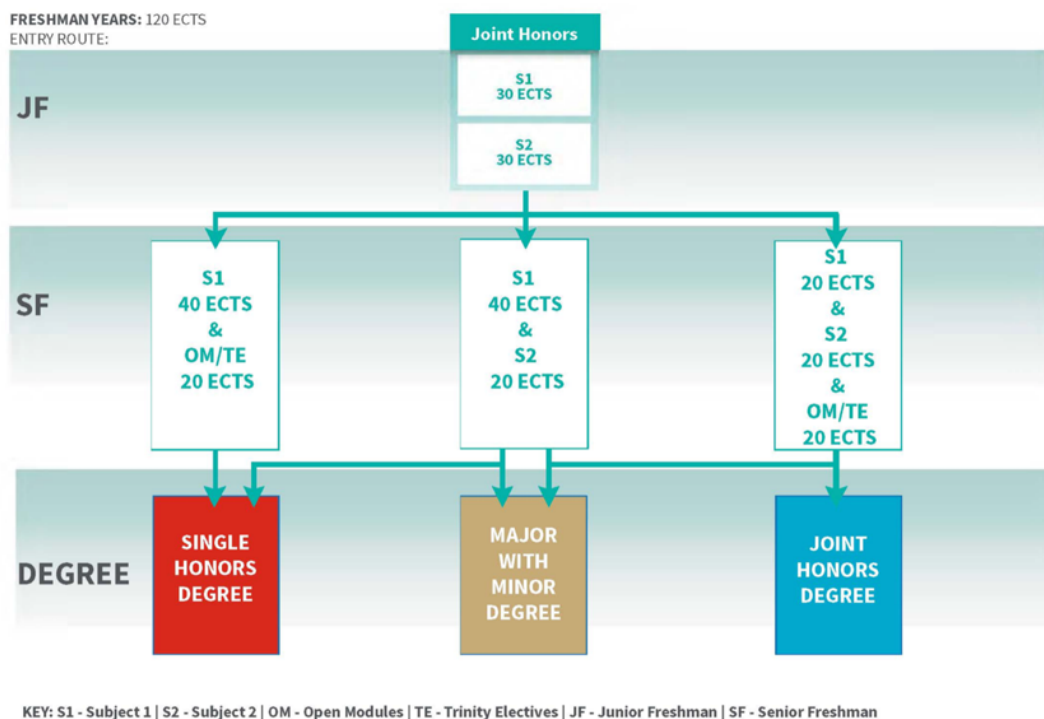 FRESHMAN YEARS: 120 ECTS
ENTRY ROUTE:
Joint Honors
JF
S1
30 ECTS
S2
30 ECTS
SF
S1
40 ECTS
&
OM/TE
20 ECTS
S1
40 ECTS
&
S2
20 ECTS
S1
20 ECTS
&
S2
20 ECTS
&
OM/TE
20 ECTS
DEGREE
SINGLE
HONORS
DEGREE
MAJOR
WITH
MINOR
DEGREE
JOINT
HONORS
DEGREE
KEY: S1 - Subject 1 | S2 - Subject 2 | OM - Open Modules | TE - Trinity Electives | JF - Junior Freshman | SF - Senior Freshman